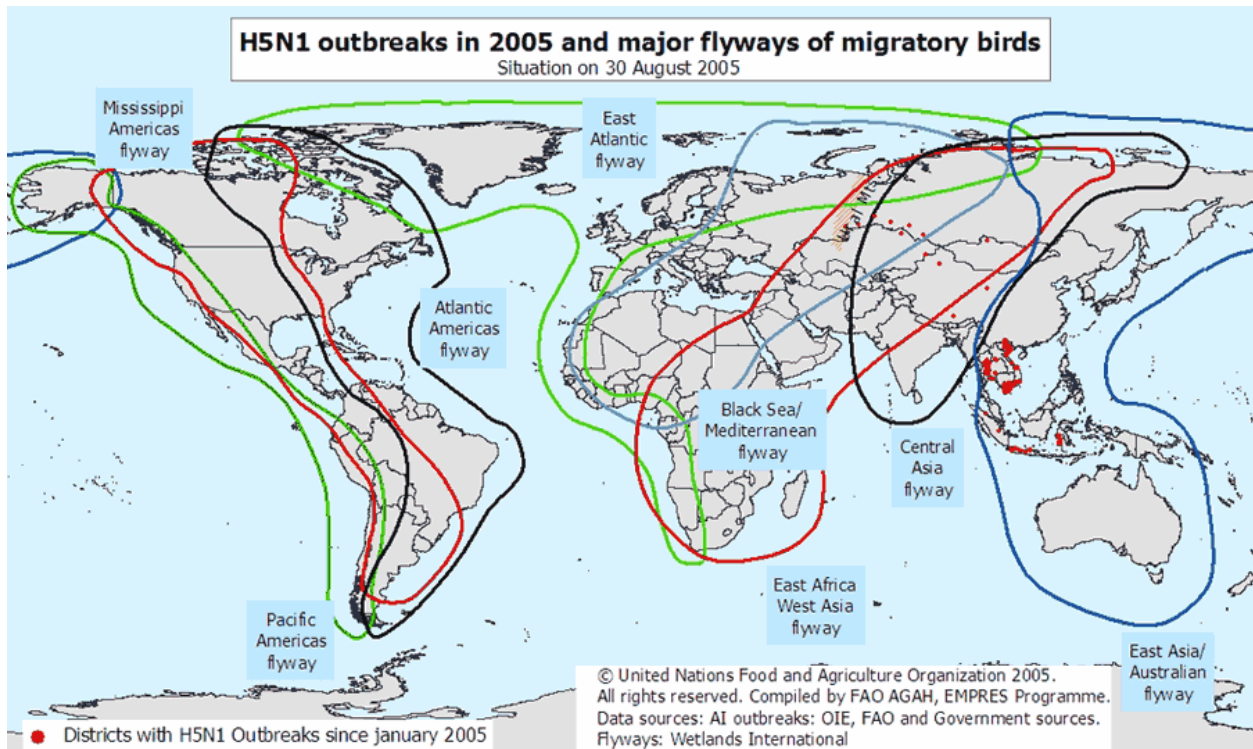 H5N1 outbreaks in 2005 and major flyways of migratory birds
Situation on 30 August 2005
Mississippi
Americas
flyway
East
Atlantic
flyway
Atlantic
Americas
flyway
Black Sea/
Mediterranean
flyway
Central
Asia
flyway
East Africa
West Asia
flyway
Pacific
Americas
flyway
East Asia/
Australian
flyway
© United Nations Food and Agriculture Organization 2005.
All rights reserved. Compiled by FAO AGAH, EMPRES Programme.
Data sources: AI outbreaks: OIE, FAO and Government sources.
Flyways: Wetlands International
Districts with H5N1 Outbreaks since january 2005